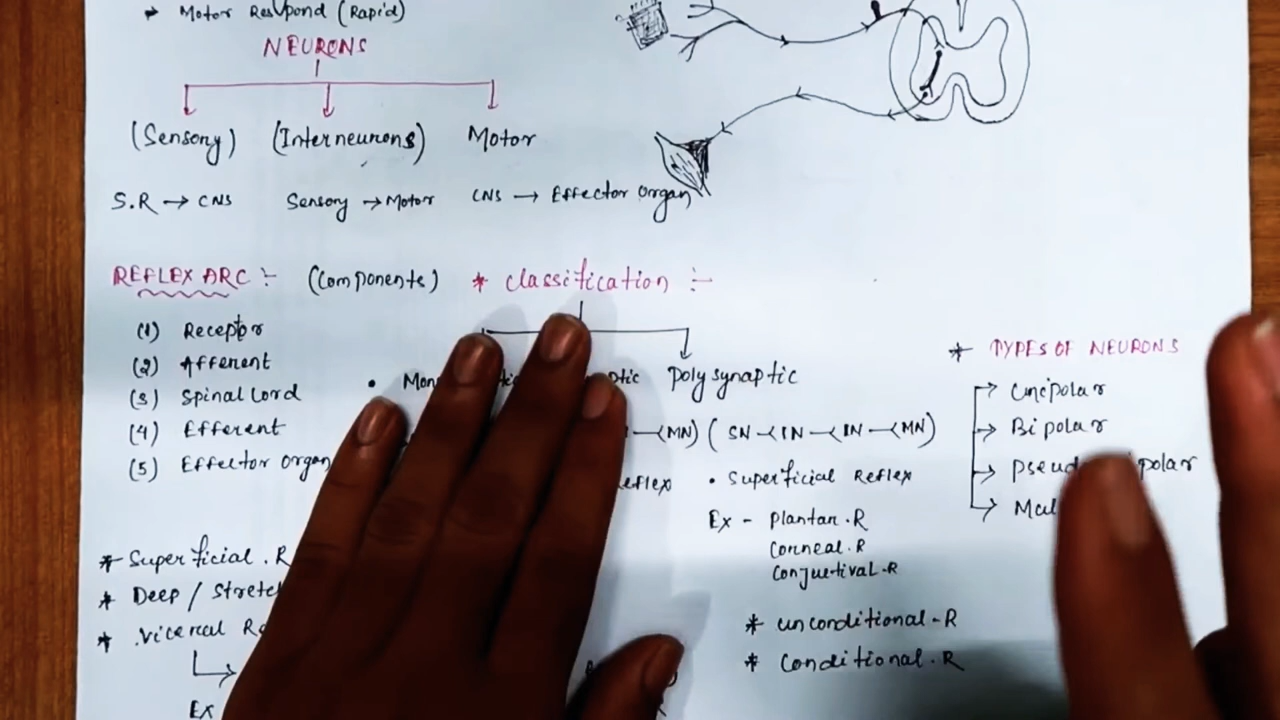 → Motor Respond (Rapid)
NEURONS
(Sensory) (Interneurons) Motor
S.R → CNS Sensory → Motor CNS → Effector organ
REFLEX ARC :- (Components) * classification :-
(1) Receptor
(2) Afferent
(3) Spinal Cord
(4) Efferent
(5) Effector organ
Polysynaptic
MN) ( SN IN IN MN)
• Superficial Reflex
Ex - Plantar.R
Corneal.R
Conjuctival.R
* unconditional-R
* Conditional.R
* TYPES OF NEURONS
→ Unipolar
→ Bipolar
* Superficial.R
* Deep / Stretch
* Viceral
Ex